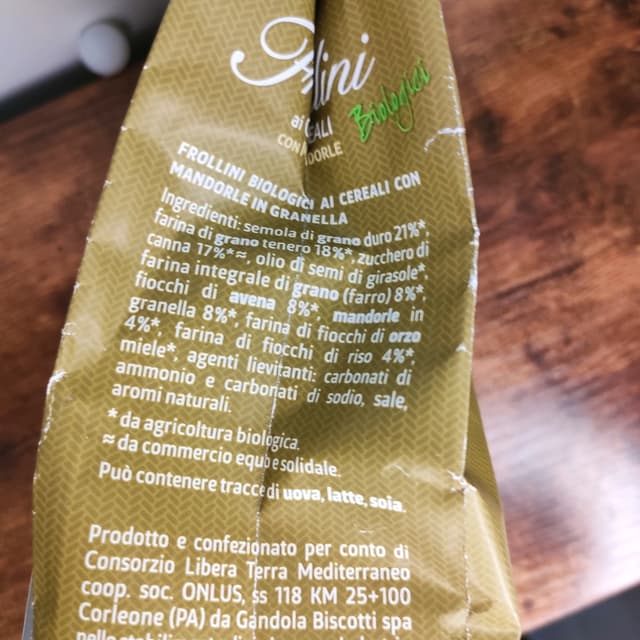 Frollini
ai CEREALI
CON MANDORLE
Biologici
FROLLINI BIOLOGICI AI CEREALI CON
MANDORLE IN GRANELLA
Ingredienti: semola di grano duro 21%*,
farina di grano tenero 18%*, zucchero di
canna 17%*≈, olio di semi di girasole*,
farina integrale di grano (farro) 8%*,
fiocchi di avena 8%*, mandorle in
granella 8%*, farina di fiocchi di orzo
4%*, farina di fiocchi di riso 4%*,
miele*, agenti lievitanti: carbonati di
ammonio e carbonati di sodio, sale,
aromi naturali.
* da agricoltura biologica.
≈ da commercio equo e solidale.
Può contenere tracce di uova, latte, soia.
Prodotto e confezionato per conto di
Consorzio Libera Terra Mediterraneo
coop. soc. ONLUS, ss 118 KM 25+100
Corleone (PA) da Gandola Biscotti spa